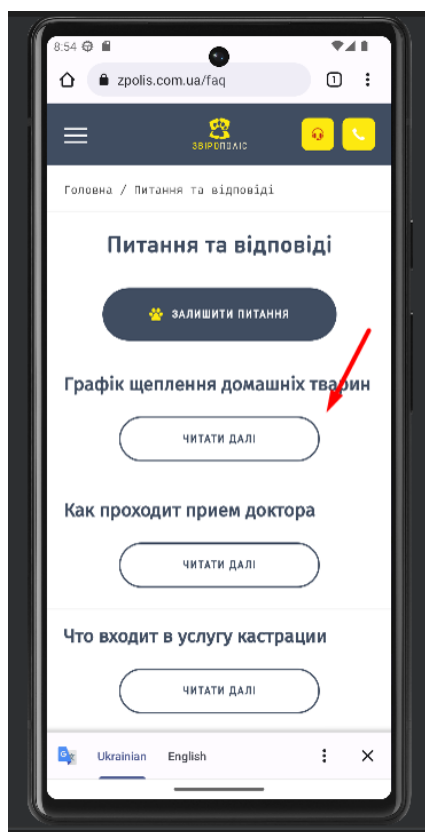 8:54
zpolis.com.ua/faq
1
ЗВІРОПОЛІС
Головна / Питання та відповіді
Питання та відповіді
ЗАЛИШИТИ ПИТАННЯ
Графік щеплення домашніх тварин
ЧИТАТИ ДАЛІ
Как проходит прием доктора
ЧИТАТИ ДАЛІ
Что входит в услугу кастрации
ЧИТАТИ ДАЛІ
Ukrainian English